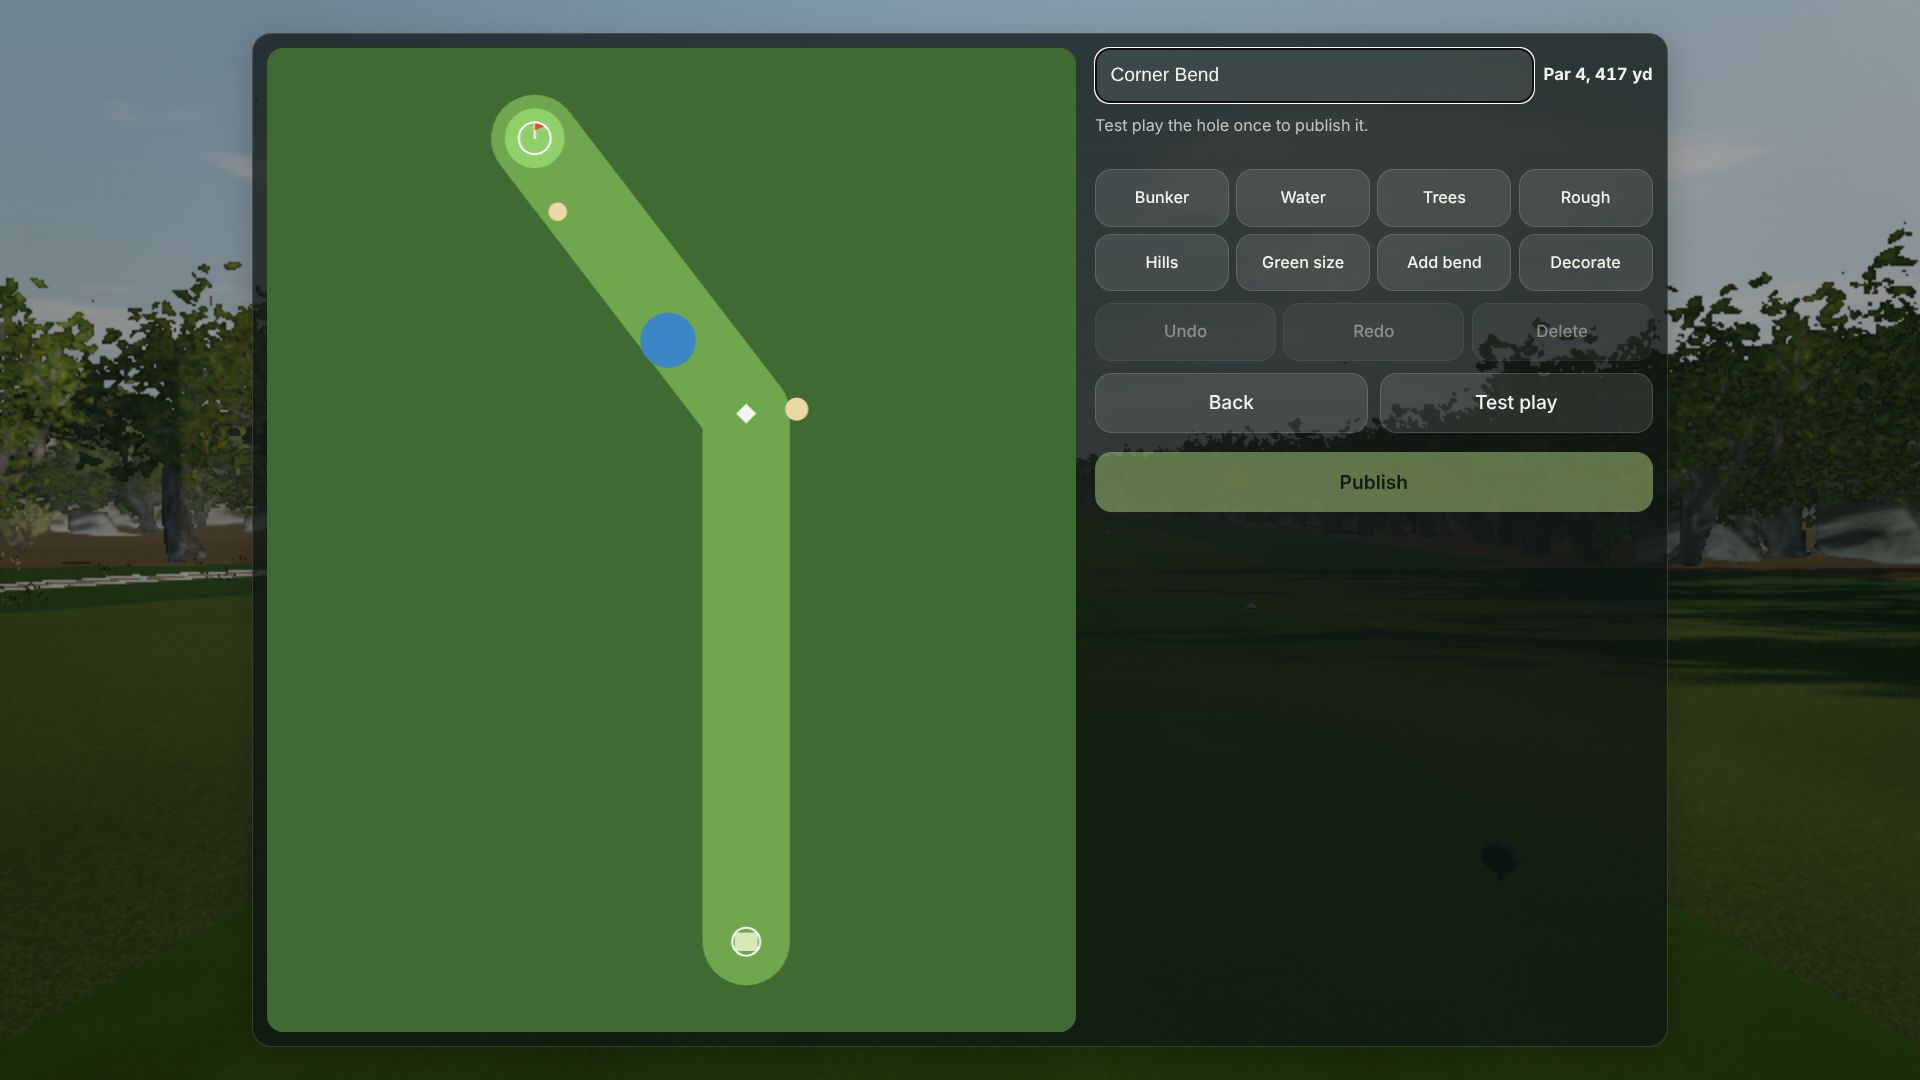 Corner Bend
Par 4, 417 yd
Test play the hole once to publish it.
Bunker
Water
Trees
Rough
Hills
Green size
Add bend
Decorate
Undo
Redo
Delete
Back
Test play
Publish